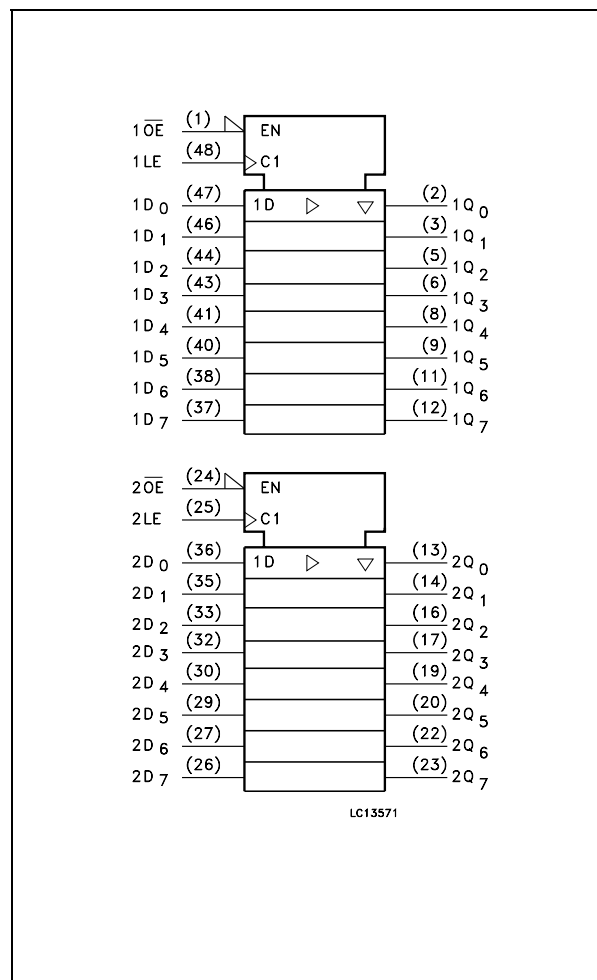 1O̅E̅ (1) EN
1LE (48) C1
1D0 (47) 1D (2) 1Q0
1D1 (46) (3) 1Q1
1D2 (44) (5) 1Q2
1D3 (43) (6) 1Q3
1D4 (41) (8) 1Q4
1D5 (40) (9) 1Q5
1D6 (38) (11) 1Q6
1D7 (37) (12) 1Q7
2O̅E̅ (24) EN
2LE (25) C1
2D0 (36) 1D (13) 2Q0
2D1 (35) (14) 2Q1
2D2 (33) (16) 2Q2
2D3 (32) (17) 2Q3
2D4 (30) (19) 2Q4
2D5 (29) (20) 2Q5
2D6 (27) (22) 2Q6
2D7 (26) (23) 2Q7
LC13571